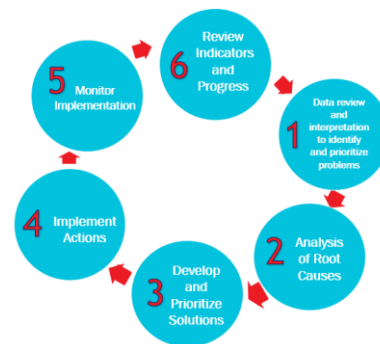 1
Data review
and
interpretation
to identify
and prioritize
problems
2
Analysis
of Root
Causes
3
Develop
and
Prioritize
Solutions
4
Implement
Actions
5
Monitor
Implementation
6
Review
Indicators
and
Progress